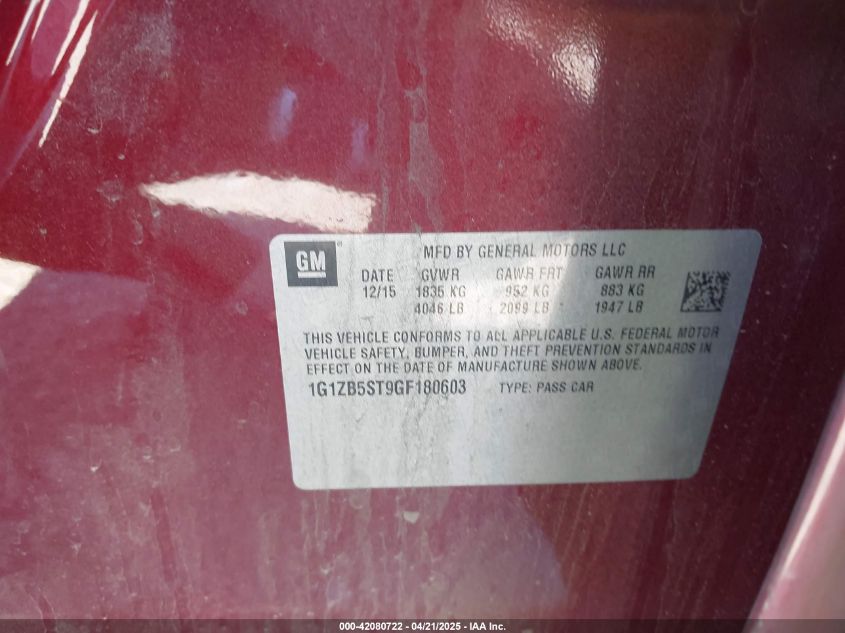 GM ®
MFD BY GENERAL MOTORS LLC
DATE GVWR GAWR FRT GAWR RR
12/15 1835 KG 952 KG 883 KG
4046 LB 2099 LB 1947 LB
THIS VEHICLE CONFORMS TO ALL APPLICABLE U.S. FEDERAL MOTOR
VEHICLE SAFETY, BUMPER, AND THEFT PREVENTION STANDARDS IN
EFFECT ON THE DATE OF MANUFACTURE SHOWN ABOVE.
1G1ZB5ST9GF180603 TYPE: PASS CAR
000-42080722 - 04/21/2025 - IAA Inc.